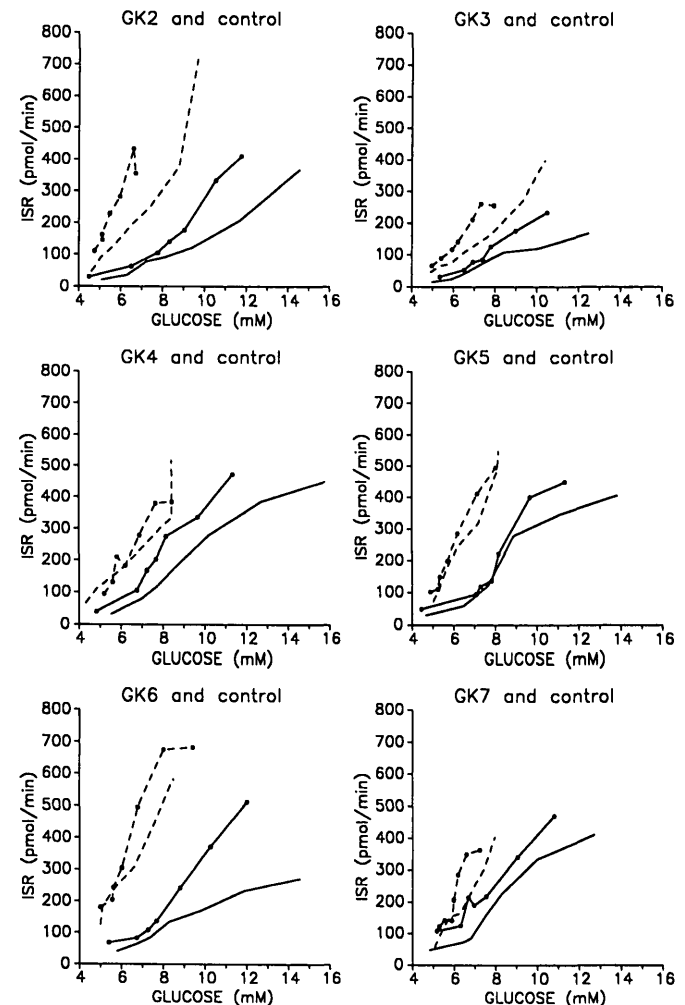 GK2 and control
GK3 and control
ISR (pmol/min)
800
700
600
500
400
300
200
100
0
4 6 8 10 12 14 16
GLUCOSE (mM)
ISR (pmol/min)
800
700
600
500
400
300
200
100
0
4 6 8 10 12 14 16
GLUCOSE (mM)
GK4 and control
GK5 and control
ISR (pmol/min)
800
700
600
500
400
300
200
100
0
4 6 8 10 12 14 16
GLUCOSE (mM)
ISR (pmol/min)
800
700
600
500
400
300
200
100
0
4 6 8 10 12 14 16
GLUCOSE (mM)
GK6 and control
GK7 and control
ISR (pmol/min)
800
700
600
500
400
300
200
100
0
4 6 8 10 12 14 16
GLUCOSE (mM)
ISR (pmol/min)
800
700
600
500
400
300
200
100
0
4 6 8 10 12 14 16
GLUCOSE (mM)